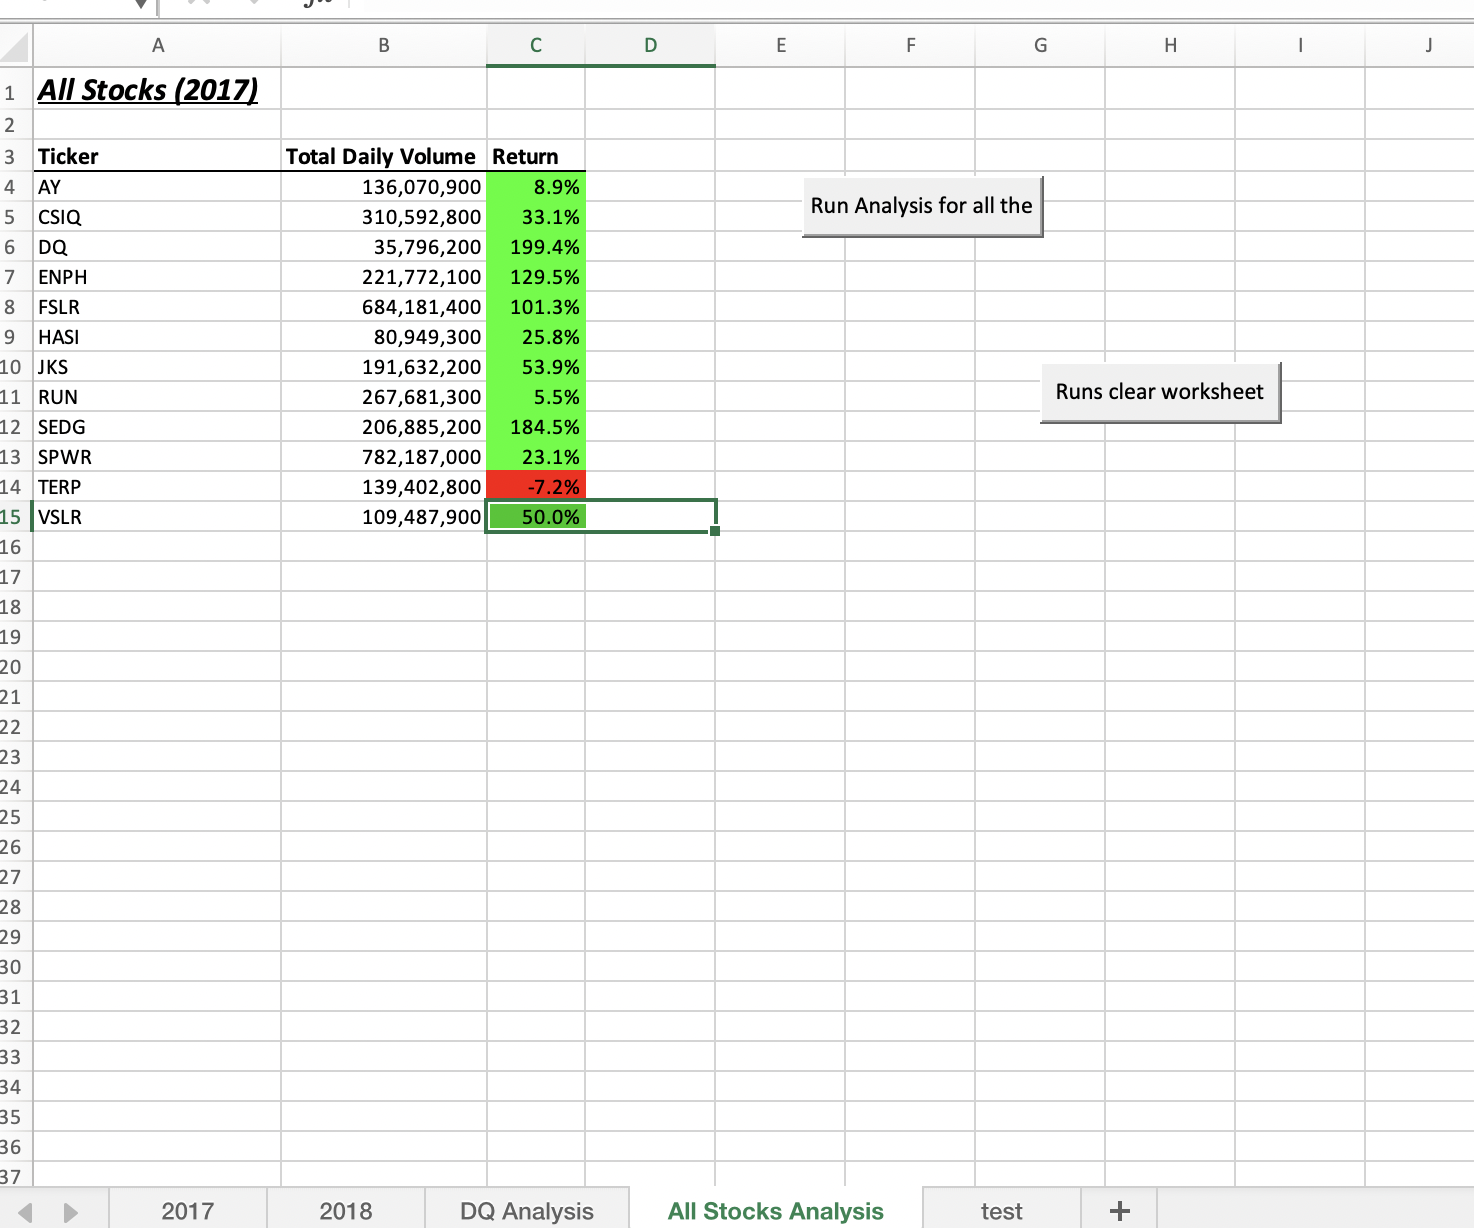 A B C D E F G H I J
1 All Stocks (2017)
2
3 Ticker Total Daily Volume Return
4 AY 136,070,900 8.9%
Run Analysis for all the
5 CSIQ 310,592,800 33.1%
6 DQ 35,796,200 199.4%
7 ENPH 221,772,100 129.5%
8 FSLR 684,181,400 101.3%
9 HASI 80,949,300 25.8%
10 JKS 191,632,200 53.9%
Runs clear worksheet
11 RUN 267,681,300 5.5%
12 SEDG 206,885,200 184.5%
13 SPWR 782,187,000 23.1%
14 TERP 139,402,800 -7.2%
15 VSLR 109,487,900 50.0%
16
17
18
19
20
21
22
23
24
25
26
27
28
29
30
31
32
33
34
35
36
37
2017 2018 DQ Analysis All Stocks Analysis test +